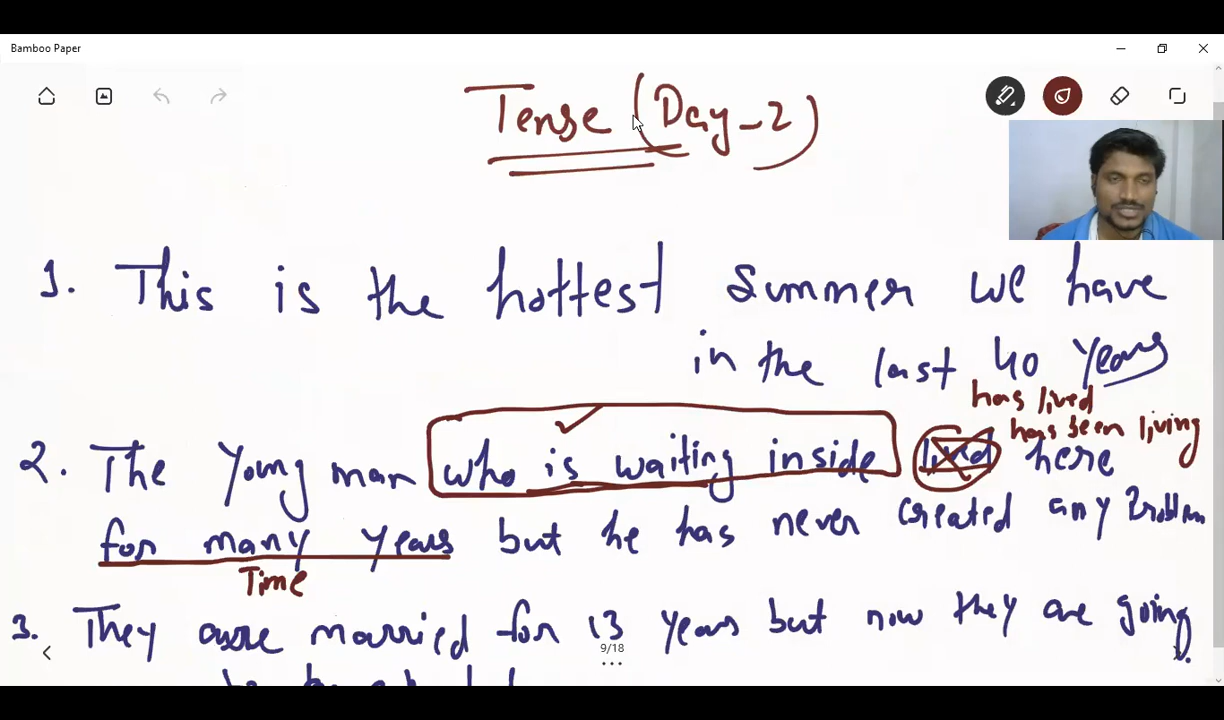 Bamboo Paper
Tense (Day-2)
1. This is the hottest summer we have
in the last 40 years
has lived
has been living
2. The young man who is waiting inside lived here
for many years but he has never created any Problem
Time
3. They are married for 13 years but now they are going
9/18